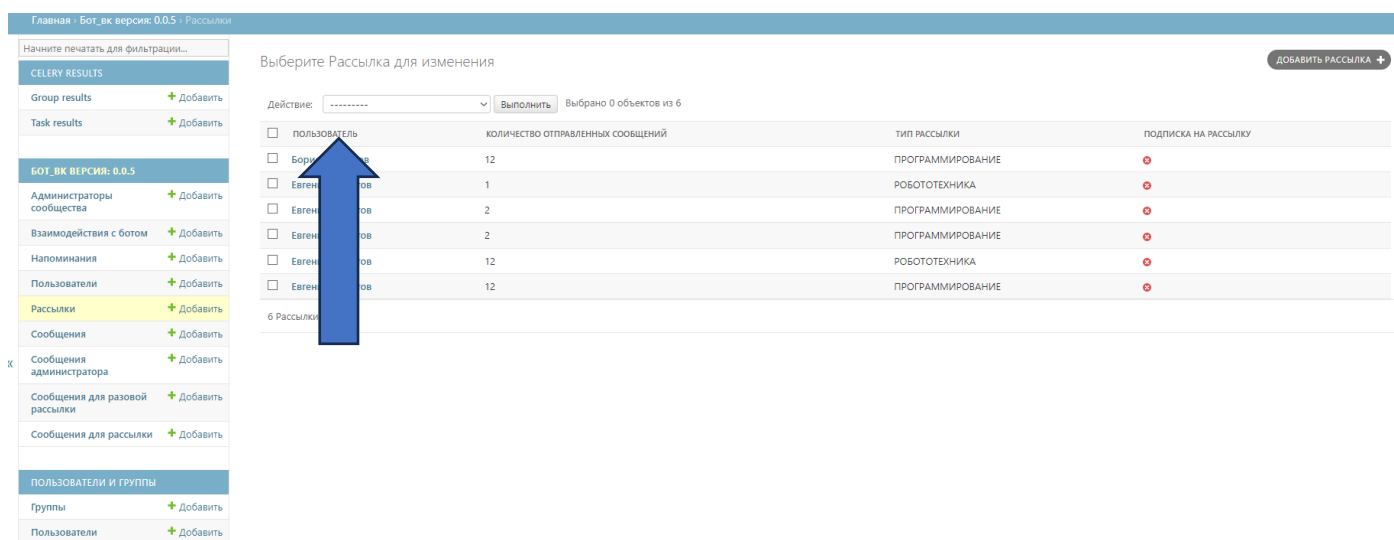 Главная › Бот_вк версия: 0.0.5 › Рассылки
Начните печатать для фильтрации...
CELERY RESULTS
Group results + Добавить
Task results + Добавить
БОТ_ВК ВЕРСИЯ: 0.0.5
Администраторы + Добавить
сообщества
Взаимодействия с ботом + Добавить
Напоминания + Добавить
Пользователи + Добавить
Рассылки + Добавить
Сообщения + Добавить
Сообщения + Добавить
администратора
Сообщения для разовой + Добавить
рассылки
Сообщения для рассылки + Добавить
ПОЛЬЗОВАТЕЛИ И ГРУППЫ
Группы + Добавить
Пользователи + Добавить
«
Выберите Рассылка для изменения
ДОБАВИТЬ РАССЫЛКА +
Действие: --------- Выполнить Выбрано 0 объектов из 6
ПОЛЬЗОВАТЕЛЬ КОЛИЧЕСТВО ОТПРАВЛЕННЫХ СООБЩЕНИЙ ТИП РАССЫЛКИ ПОДПИСКА НА РАССЫЛКУ
12 ПРОГРАММИРОВАНИЕ
1 РОБОТОТЕХНИКА
2 ПРОГРАММИРОВАНИЕ
2 ПРОГРАММИРОВАНИЕ
12 РОБОТОТЕХНИКА
12 ПРОГРАММИРОВАНИЕ
6 Рассылки